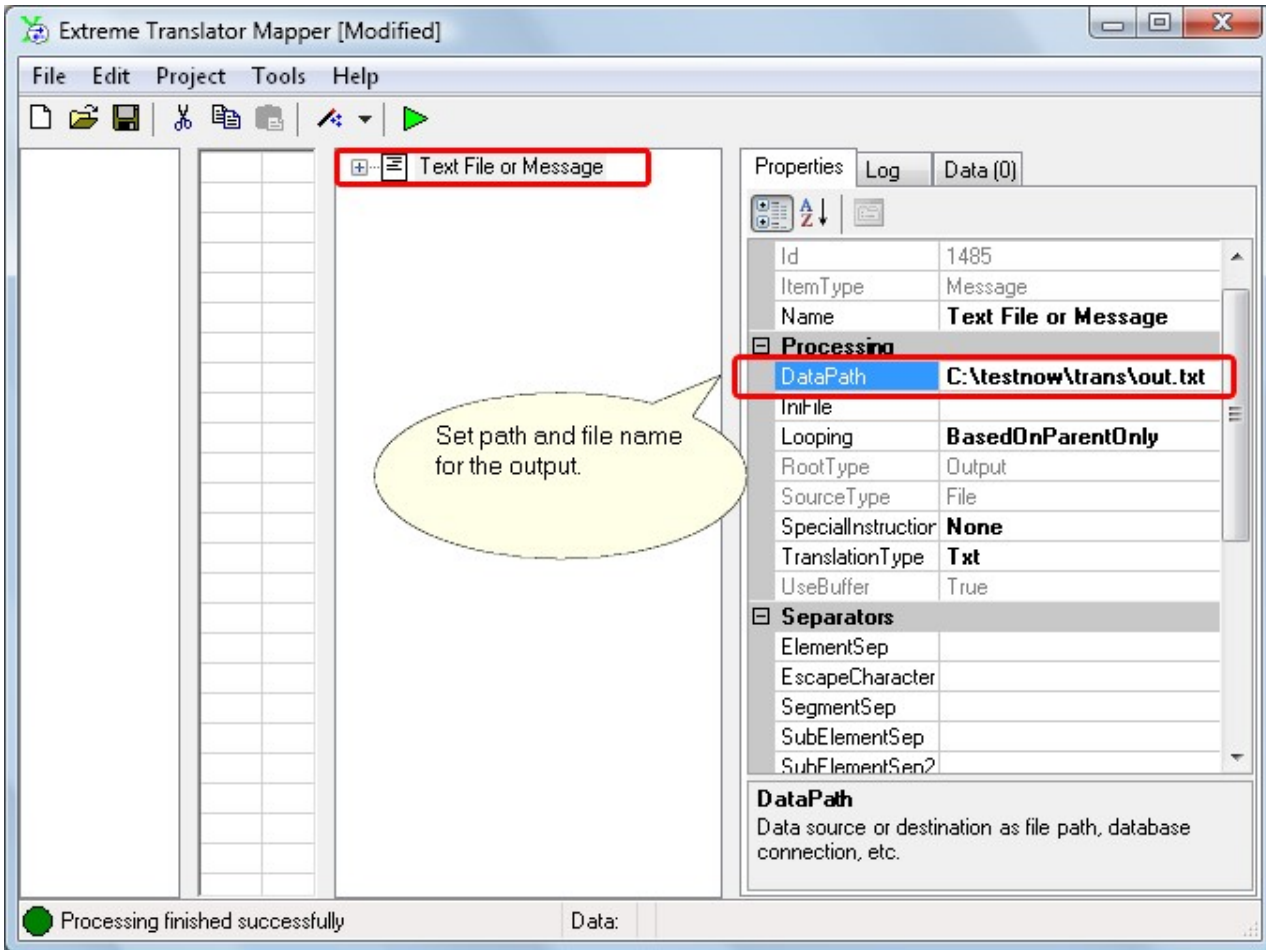 Extreme Translator Mapper [Modified]
File Edit Project Tools Help
Text File or Message
Properties Log Data (0)
Id 1485
ItemType Message
Name Text File or Message
Processing
DataPath C:\testnow\trans\out.txt
IniFile
Looping BasedOnParentOnly
RootType Output
SourceType File
SpecialInstruction None
TranslationType Txt
UseBuffer True
Separators
ElementSep
EscapeCharacter
SegmentSep
SubElementSep
SubElementSep2
Set path and file name
for the output.
DataPath
Data source or destination as file path, database
connection, etc.
Processing finished successfully Data: